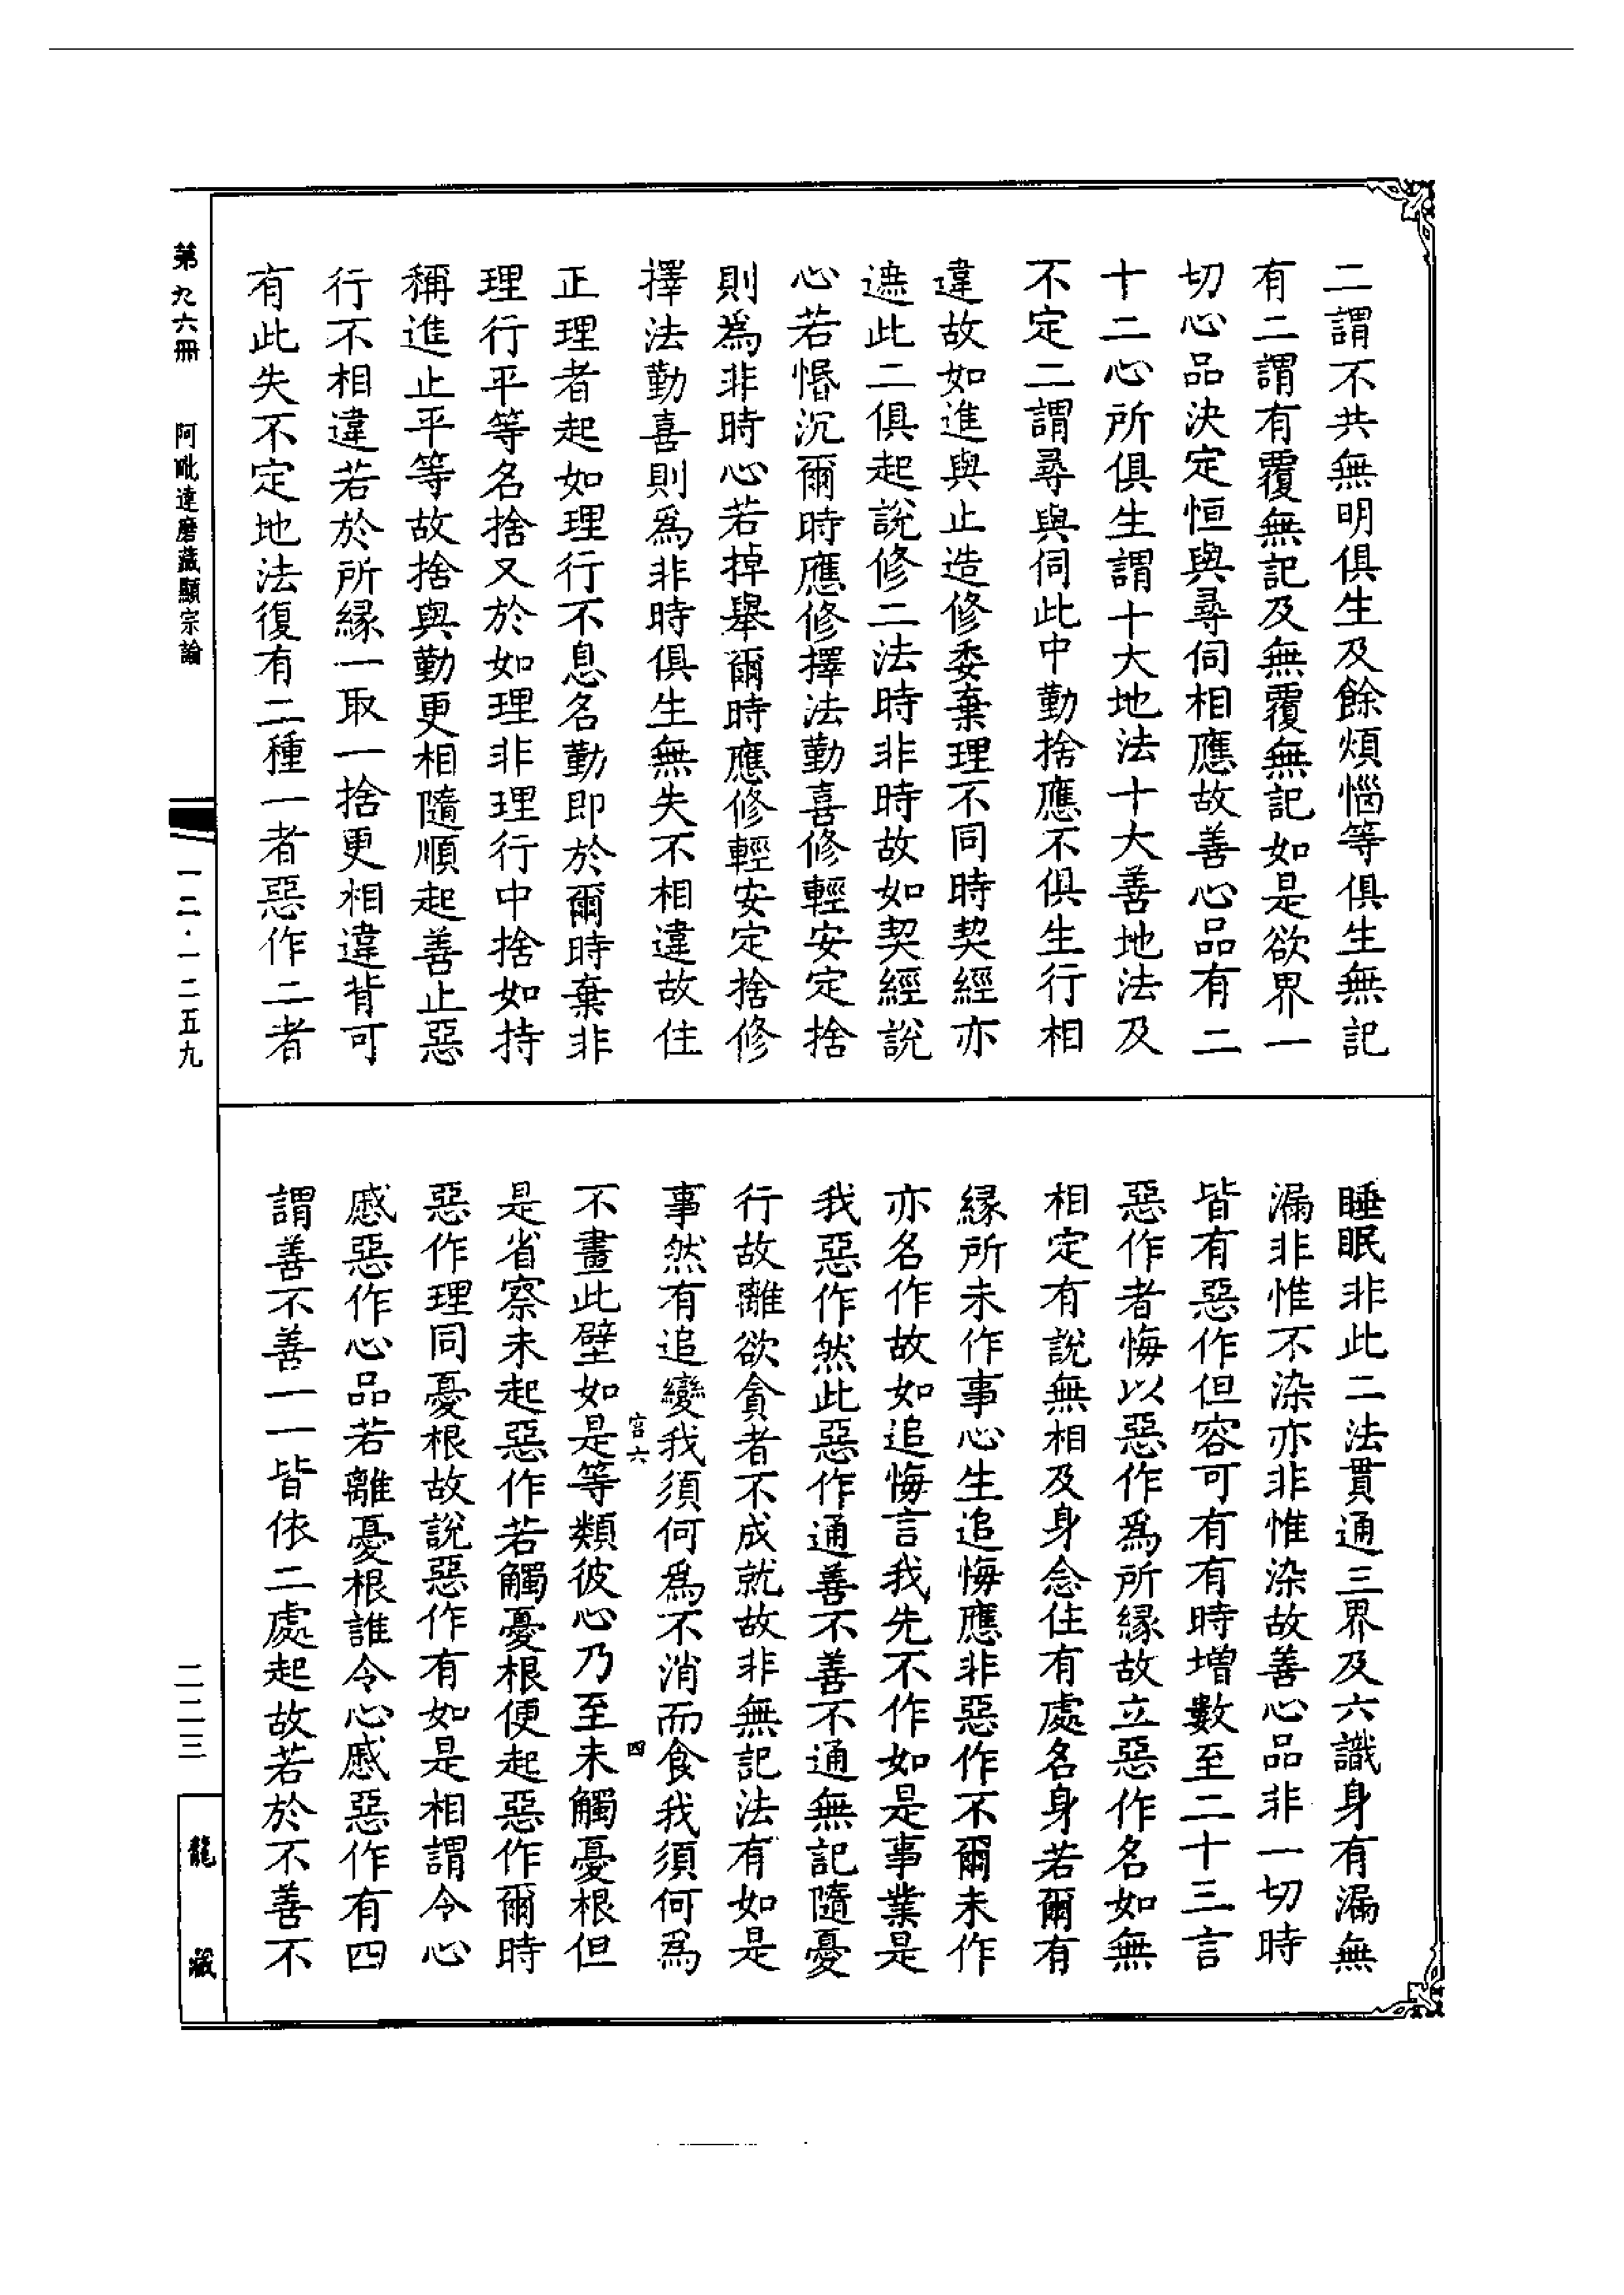 二謂不共無明俱生及餘煩惱等俱生無記
有二謂有覆無記及無覆無記如是欲界一
切心品決定恒與尋伺相應故善心品有二
十二心所俱生謂十大地法十大善地法及
不定二謂尋與伺此中勤捨應不俱生行相
違故如進與止造修委棄理不同時契經亦
遮此二俱起說修二法時非時故如契經說
心若惛沉爾時應修擇法勤喜修輕安定捨
則為非時心若掉舉爾時應修輕安定捨修
擇法勤喜則為非時俱生無失不相違故住
正理者起如理行不息名勤即於爾時棄非
理行平等名捨又於如理非理行中捨如持
稱進止平等故捨與勤更相隨順起善止惡
行不相違若於所緣一取一捨更相違背可
有此失不定地法復有二種一者惡作二者
睡眠非此二法貫通三界及六識身有漏無
漏非惟不染亦非惟染故善心品非一切時
皆有惡作但容可有有時增數至二十三言
惡作者悔以惡作為所緣故立惡作名如無
相定有說無相及身念住有處名身若爾有
緣所未作事心生追悔應非惡作不爾未作
亦名作故如追悔言我先不作如是事業是
我惡作然此惡作通善不善不通無記隨憂
行故離欲貪者不成就故非無記法有如是
事然有追變我須何為不消而食我須何為
不畫此壁如是等類彼心乃至未觸憂根但
是省察未起惡作若觸憂根便起惡作爾時
惡作理同憂根故說惡作有如是相謂令心
慼惡作心品若離憂根誰令心慼惡作有四
謂善不善一一皆依二處起故若於不善不
宮六
四
第九六冊
阿毗達磨藏顯宗論
一二·一二五九
二二三
龍藏